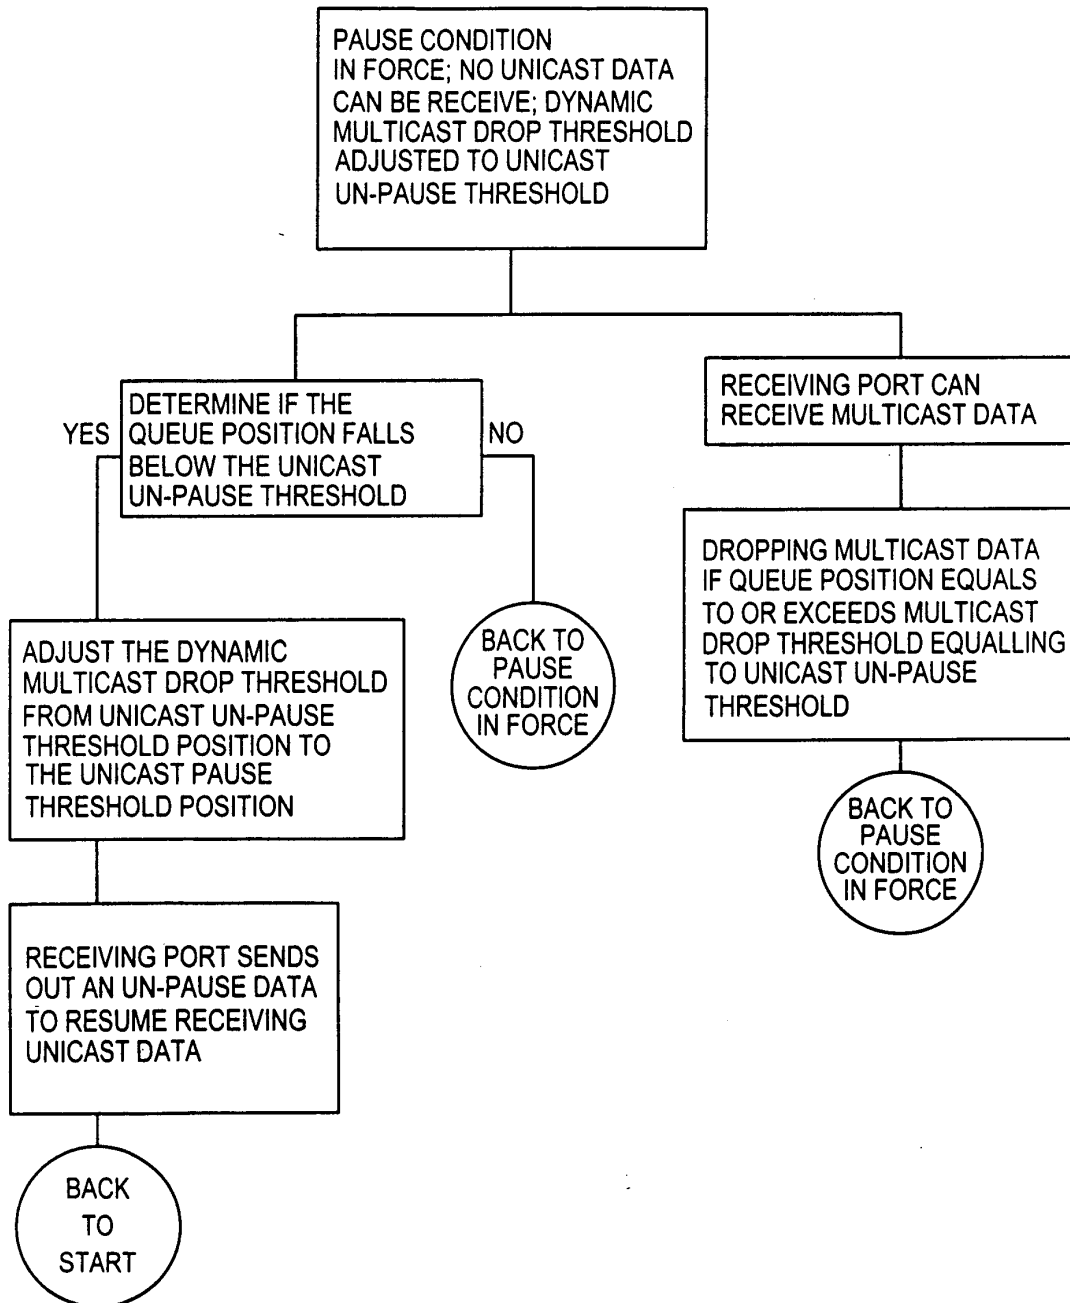 PAUSE CONDITION
IN FORCE; NO UNICAST DATA
CAN BE RECEIVE; DYNAMIC
MULTICAST DROP THRESHOLD
ADJUSTED TO UNICAST
UN-PAUSE THRESHOLD
DETERMINE IF THE
QUEUE POSITION FALLS
BELOW THE UNICAST
UN-PAUSE THRESHOLD
YES
NO
RECEIVING PORT CAN
RECEIVE MULTICAST DATA
DROPPING MULTICAST DATA
IF QUEUE POSITION EQUALS
TO OR EXCEEDS MULTICAST
DROP THRESHOLD EQUALLING
TO UNICAST UN-PAUSE
THRESHOLD
ADJUST THE DYNAMIC
MULTICAST DROP THRESHOLD
FROM UNICAST UN-PAUSE
THRESHOLD POSITION TO
THE UNICAST PAUSE
THRESHOLD POSITION
BACK TO
PAUSE
CONDITION
IN FORCE
BACK TO
PAUSE
CONDITION
IN FORCE
RECEIVING PORT SENDS
OUT AN UN-PAUSE DATA
TO RESUME RECEIVING
UNICAST DATA
BACK
TO
START